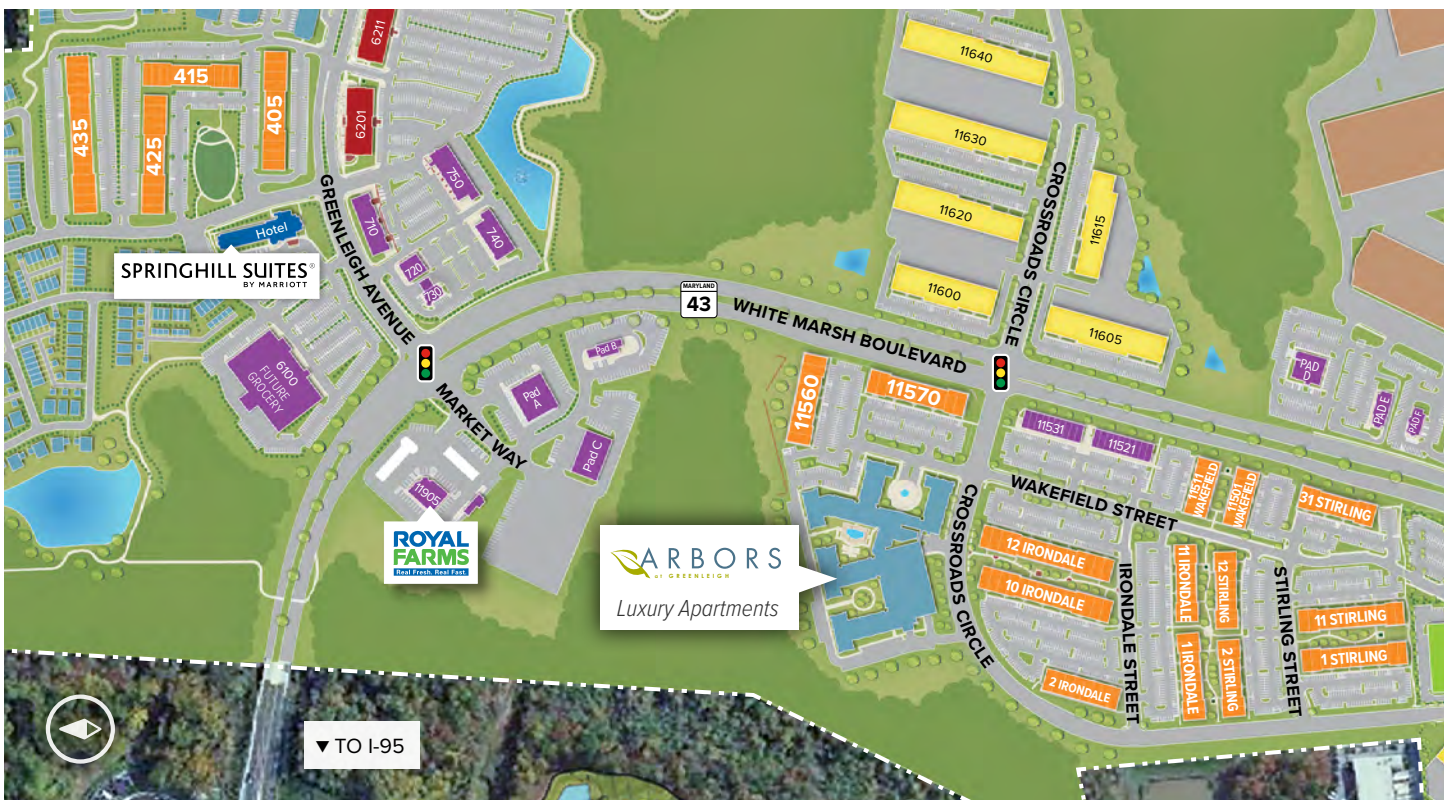 6211
11640
415
435
425
405
6201
11630
750
GREENLEIGH AVENUE
710
740
11620
CROSSROADS CIRCLE
11615
Hotel
SPRINGHILL SUITES®
BY MARRIOTT
720
730
11600
MARYLAND
43
WHITE MARSH BOULEVARD
11605
6100
FUTURE
GROCERY
Pad B
Pad
A
MARKET WAY
Pad C
11560
11570
PAD
D
PAD E
PAD F
11531
11521
11905
ROYAL
FARMS
Real Fresh. Real Fast
WAKEFIELD STREET
11511
WAKEFIELD
11501
WAKEFIELD
31 STIRLING
CROSSROADS CIRCLE
ARBORS
at GREENLEIGH
Luxury Apartments
12 IRONDALE
10 IRONDALE
2 IRONDALE
IRONDALE STREET
11 IRONDALE
1 IRONDALE
12 STIRLING
2 STIRLING
STIRLING STREET
11 STIRLING
1 STIRLING
▼ TO I-95